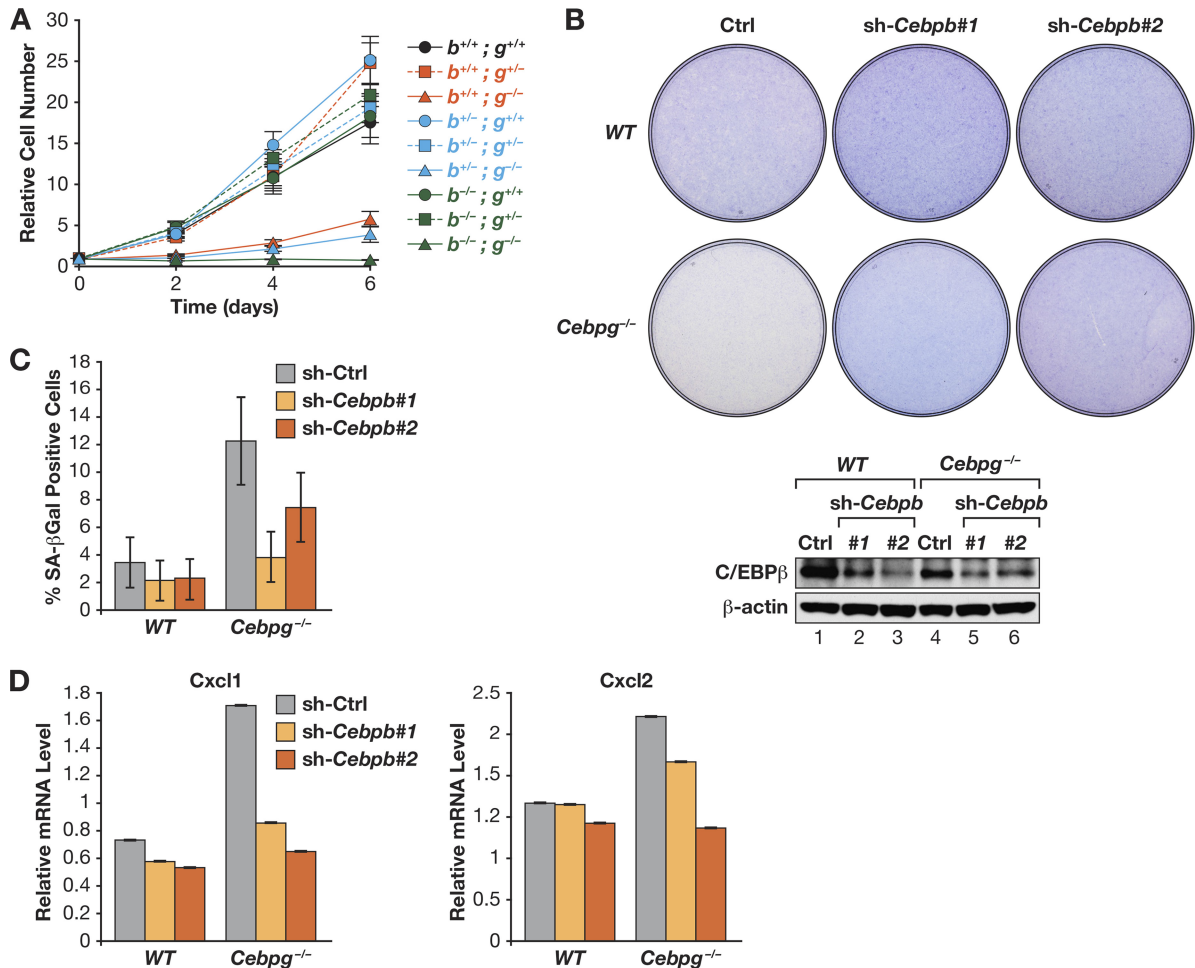 A
30
25
20
15
10
5
0
Relative Cell Number
0 2 4 6
Time (days)
b+/+ ; g+/+
b+/+ ; g+/–
b+/+ ; g–/–
b+/– ; g+/+
b+/– ; g+/–
b+/– ; g–/–
b–/– ; g+/+
b–/– ; g+/–
b–/– ; g–/–
B
Ctrl sh-Cebpb#1 sh-Cebpb#2
WT
Cebpg–/–
WT Cebpg–/–
sh-Cebpb sh-Cebpb
Ctrl #1 #2 Ctrl #1 #2
C/EBPβ
β-actin
1 2 3 4 5 6
C
18
16
14
12
10
8
6
4
2
0
% SA-βGal Positive Cells
sh-Ctrl
sh-Cebpb#1
sh-Cebpb#2
WT Cebpg–/–
D
Cxcl1
1.8
1.6
1.4
1.2
1
0.8
0.6
0.4
0.2
0
Relative mRNA Level
sh-Ctrl
sh-Cebpb#1
sh-Cebpb#2
WT Cebpg–/–
Cxcl2
2.5
2
1.5
1.2
1
0.5
0
Relative mRNA Level
WT Cebpg–/–